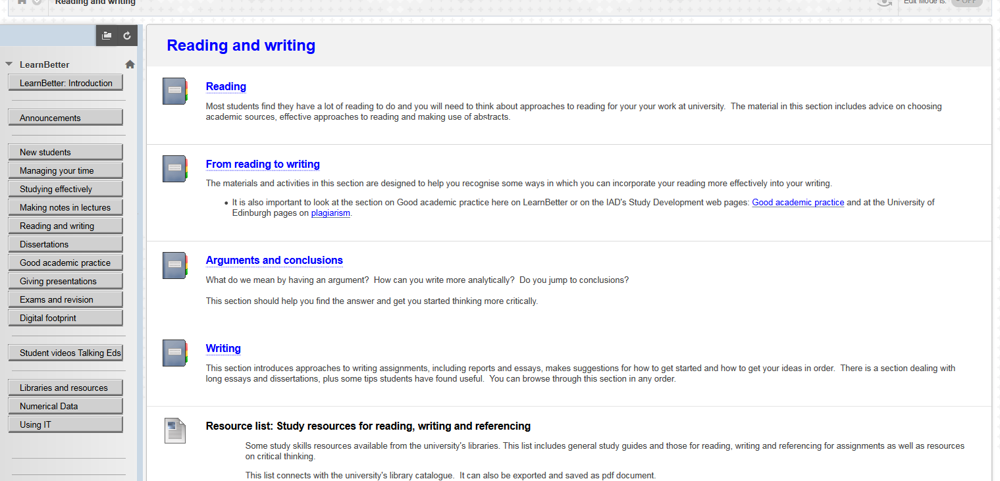 Reading and writing
Edit Mode is:
OFF
LearnBetter
LearnBetter: Introduction
Announcements
New students
Managing your time
Studying effectively
Making notes in lectures
Reading and writing
Dissertations
Good academic practice
Giving presentations
Exams and revision
Digital footprint
Student videos Talking Eds
Libraries and resources
Numerical Data
Using IT
Reading and writing
Reading
Most students find they have a lot of reading to do and you will need to think about approaches to reading for your your work at university.  The material in this section includes advice on choosing
academic sources, effective approaches to reading and making use of abstracts.
From reading to writing
The materials and activities in this section are designed to help you recognise some ways in which you can incorporate your reading more effectively into your writing.
• It is also important to look at the section on Good academic practice here on LearnBetter or on the IAD's Study Development web pages: Good academic practice and at the University of
Edinburgh pages on plagiarism.
Arguments and conclusions
What do we mean by having an argument?  How can you write more analytically?  Do you jump to conclusions?
This section should help you find the answer and get you started thinking more critically.
Writing
This section introduces approaches to writing assignments, including reports and essays, makes suggestions for how to get started and how to get your ideas in order.  There is a section dealing with
long essays and dissertations, plus some tips students have found useful.  You can browse through this section in any order.
Resource list: Study resources for reading, writing and referencing
Some study skills resources available from the university's libraries. This list includes general study guides and those for reading, writing and referencing for assignments as well as resources
on critical thinking.
This list connects with the university's library catalogue.  It can also be exported and saved as pdf document.